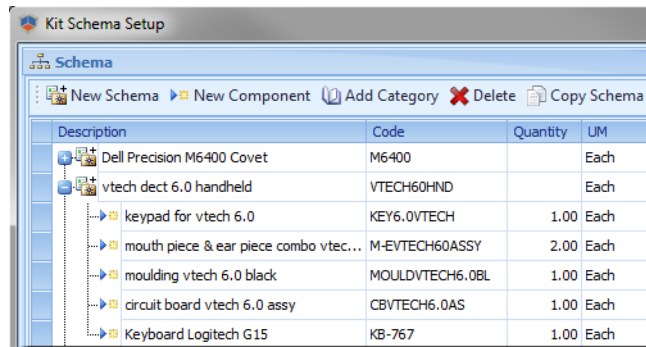 Kit Schema Setup
Schema
New Schema New Component Add Category Delete Copy Schema
Description Code Quantity UM
Dell Precision M6400 Covet M6400 Each
vtech dect 6.0 handheld VTECH60HND Each
keypad for vtech 6.0 KEY6.0VTECH 1.00 Each
mouth piece & ear piece combo vtec... M-EVTECH60ASSY 2.00 Each
moulding vtech 6.0 black MOULDVTECH6.0BL 1.00 Each
circuit board vtech 6.0 assy CBVTECH6.0AS 1.00 Each
Keyboard Logitech G15 KB-767 1.00 Each